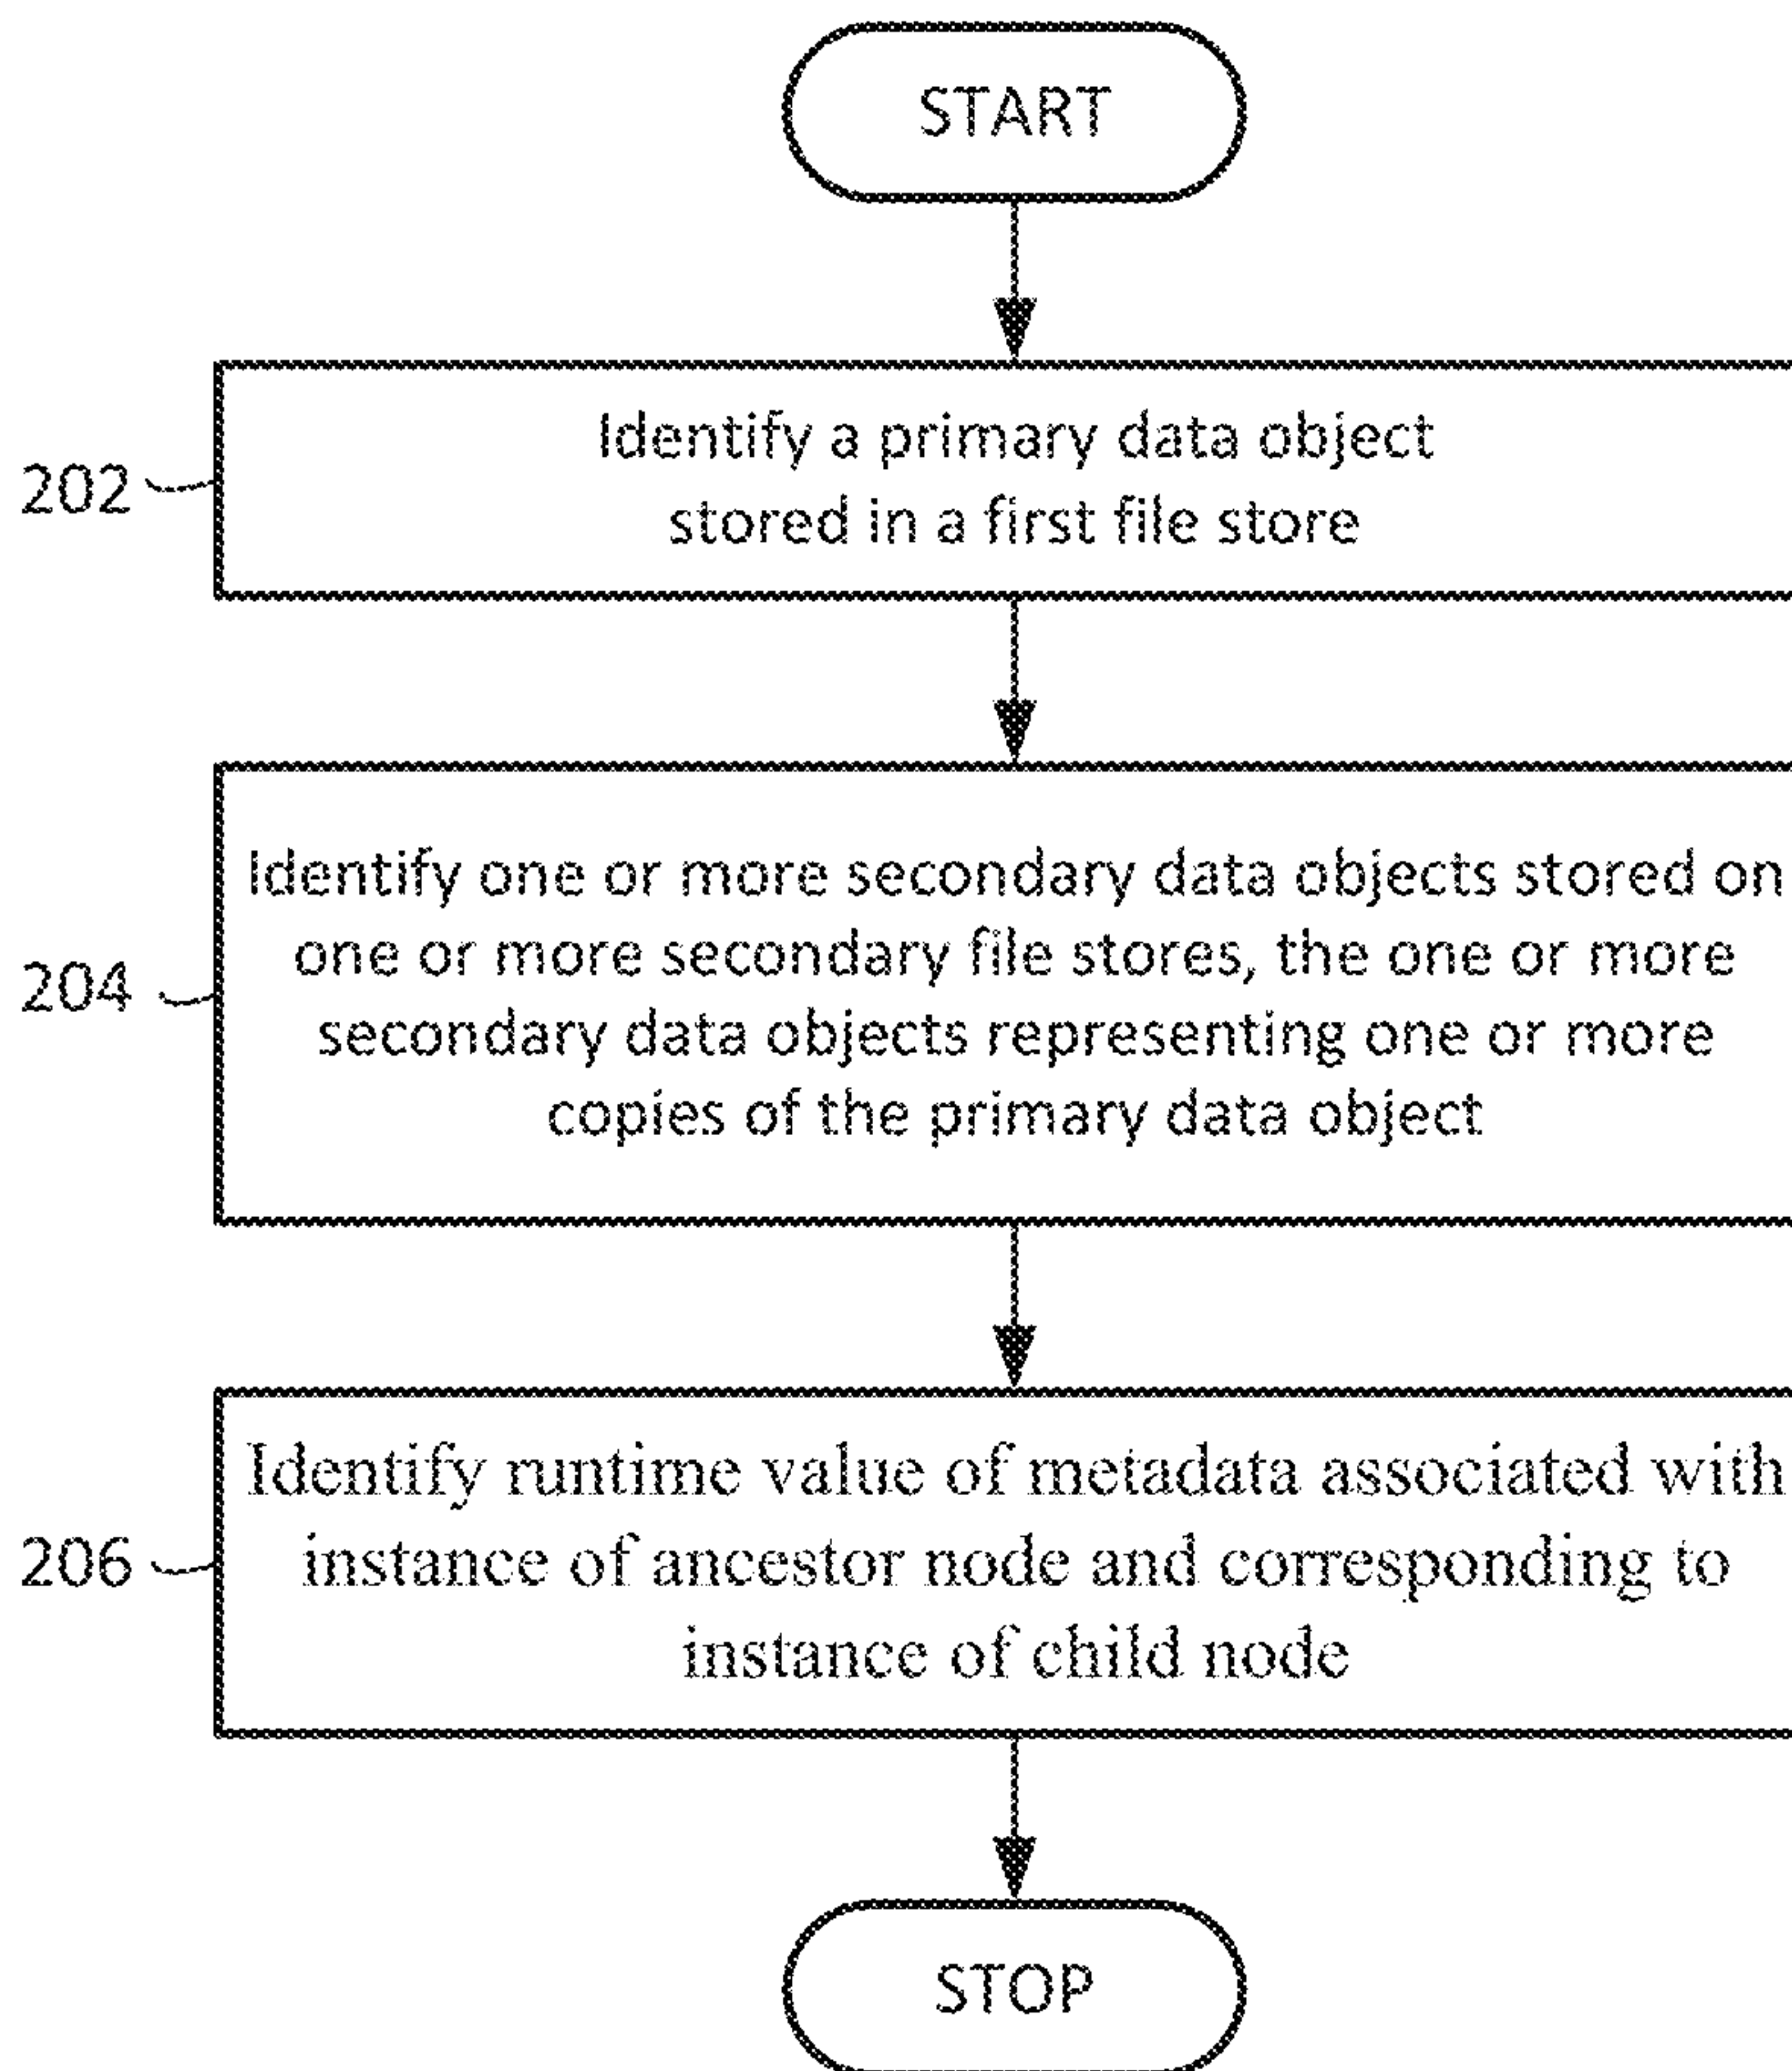 START
202
Identify a primary data object
stored in a first file store
204
Identify one or more secondary data objects stored on
one or more secondary file stores, the one or more
secondary data objects representing one or more
copies of the primary data object
206
Identify runtime value of metadata associated with
instance of ancestor node and corresponding to
instance of child node
STOP